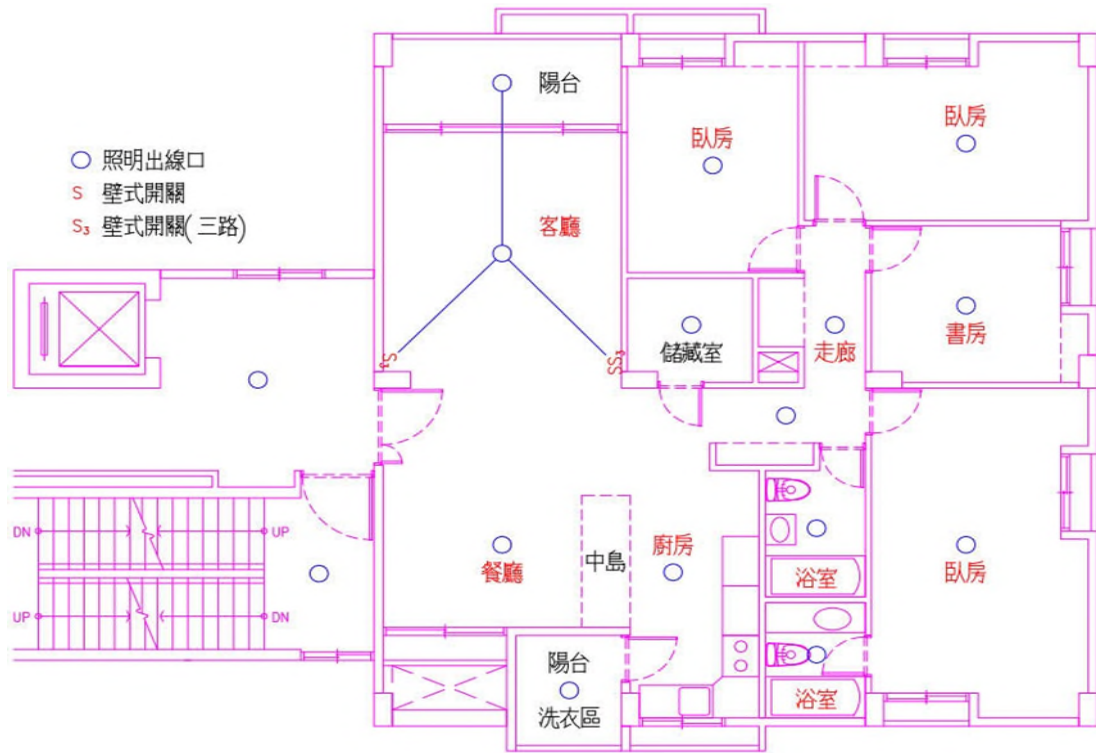 陽台
臥房
臥房
照明出線口
S 壁式開關
S₃ 壁式開關(三路)
客廳
S₃
SS₃
儲藏室
走廊
書房
DN
UP
UP
DN
餐廳
中島
廚房
浴室
臥房
陽台
洗衣區
浴室